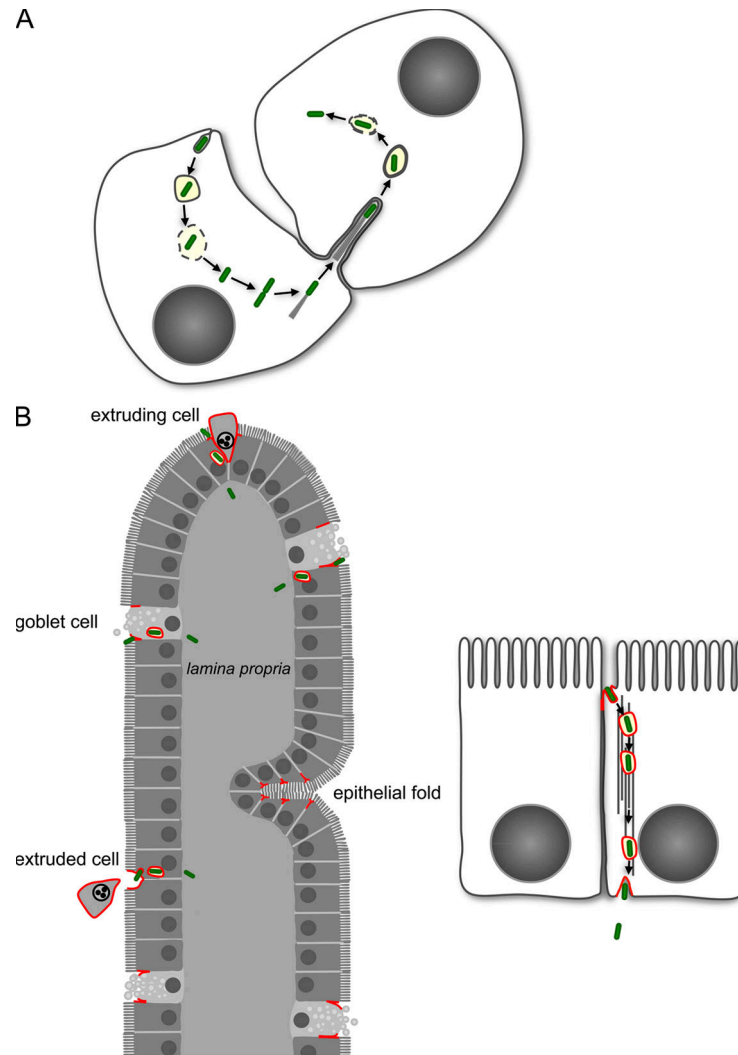 A
B
extruding cell
goblet cell
lamina propria
epithelial fold
extruded cell